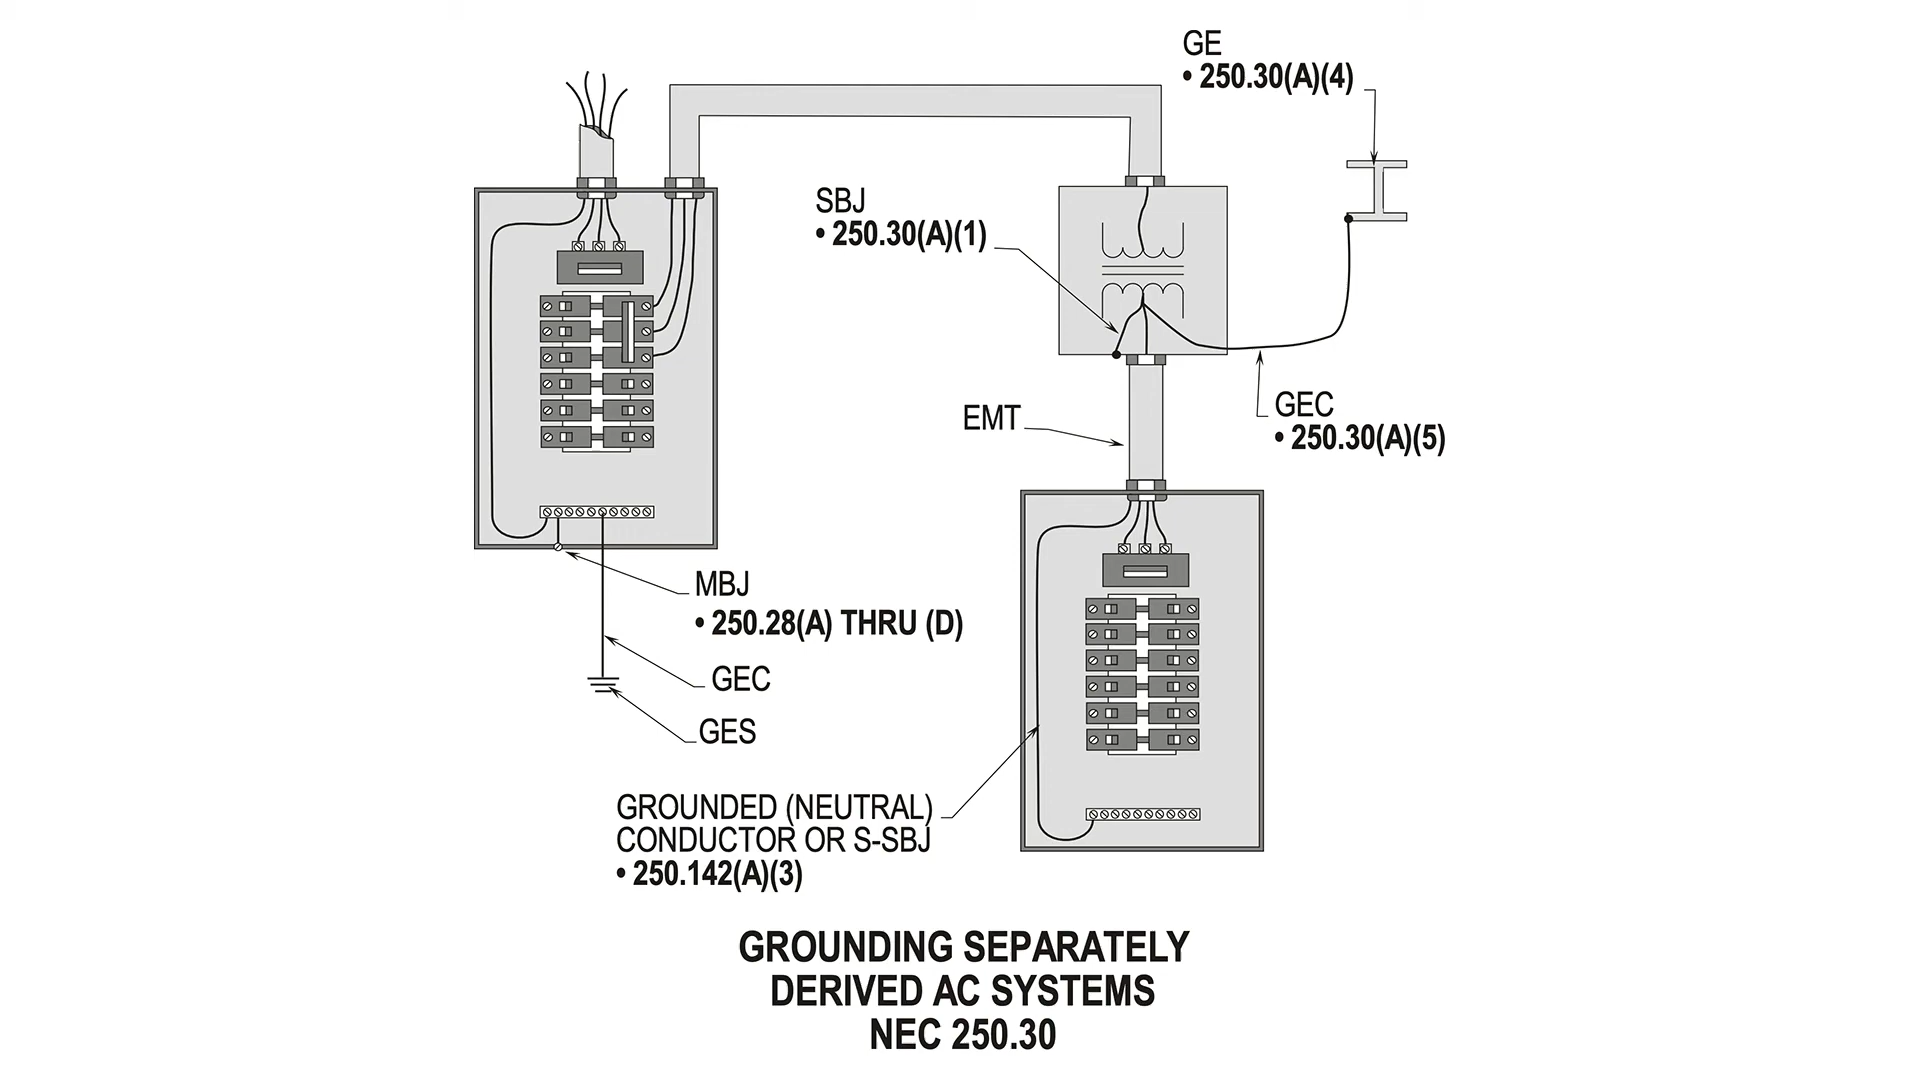 GE
• 250.30(A)(4)
SBJ
• 250.30(A)(1)
EMT
GEC
• 250.30(A)(5)
MBJ
• 250.28(A) THRU (D)
GEC
GES
GROUNDED (NEUTRAL)
CONDUCTOR OR S-SBJ
• 250.142(A)(3)
GROUNDING SEPARATELY
DERIVED AC SYSTEMS
NEC 250.30